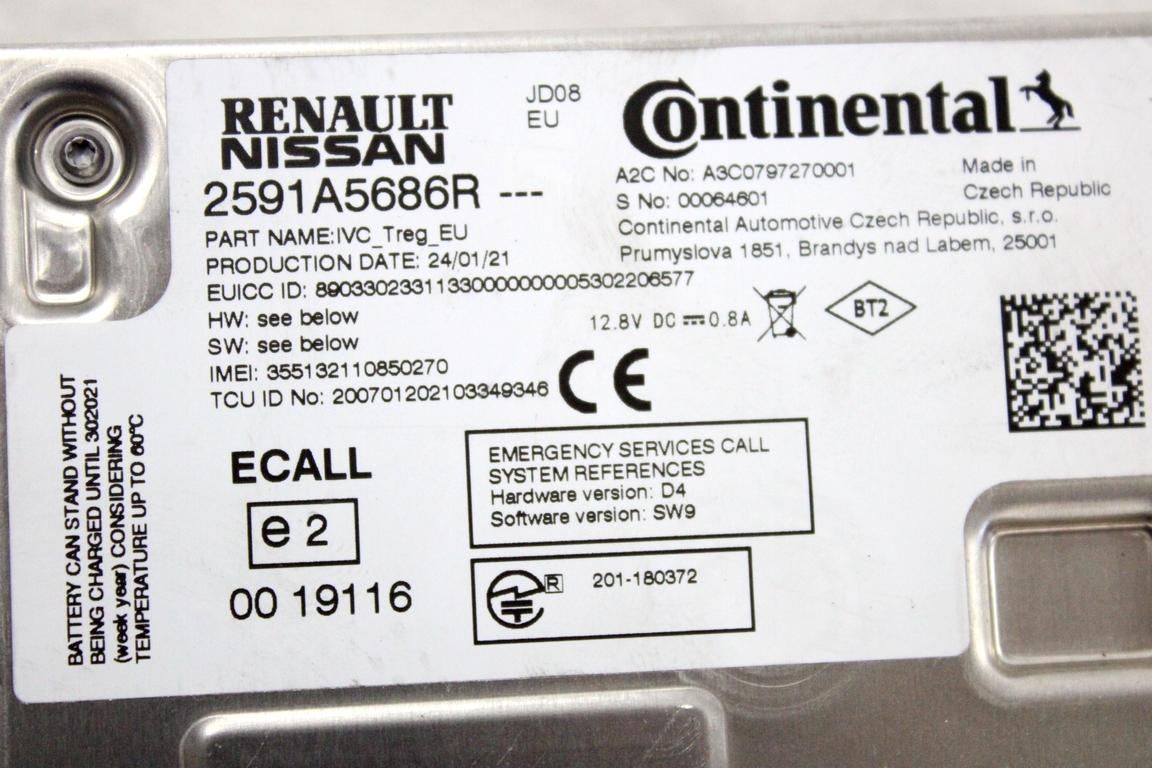 RENAULT
NISSAN
JD08
EU
Continental
2591A5686R ---
PART NAME:IVC_Treg_EU
PRODUCTION DATE: 24/01/21
EUICC ID: 89033023311330000000005302206577
HW: see below
SW: see below
IMEI: 355132110850270
TCU ID No: 200701202103349346
A2C No: A3C0797270001
S No: 00064601
Made in
Czech Republic
Continental Automotive Czech Republic, s.r.o.
Prumyslova 1851, Brandys nad Labem, 25001
12.8V DC ⎓ 0.8A
BT2
CE
BATTERY CAN STAND WITHOUT
BEING CHARGED UNTIL 302021
(week year) CONSIDERING
TEMPERATURE UP TO 60°C
ECALL
e 2
00 19116
EMERGENCY SERVICES CALL
SYSTEM REFERENCES
Hardware version: D4
Software version: SW9
R 201-180372